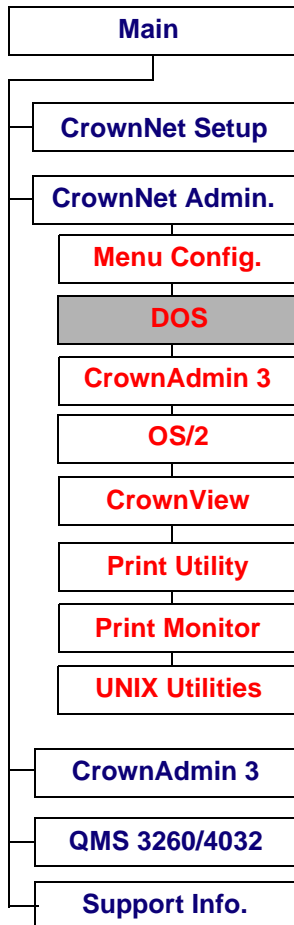 Main
CrownNet Setup
CrownNet Admin.
Menu Config.
DOS
CrownAdmin 3
OS/2
CrownView
Print Utility
Print Monitor
UNIX Utilities
CrownAdmin 3
QMS 3260/4032
Support Info.